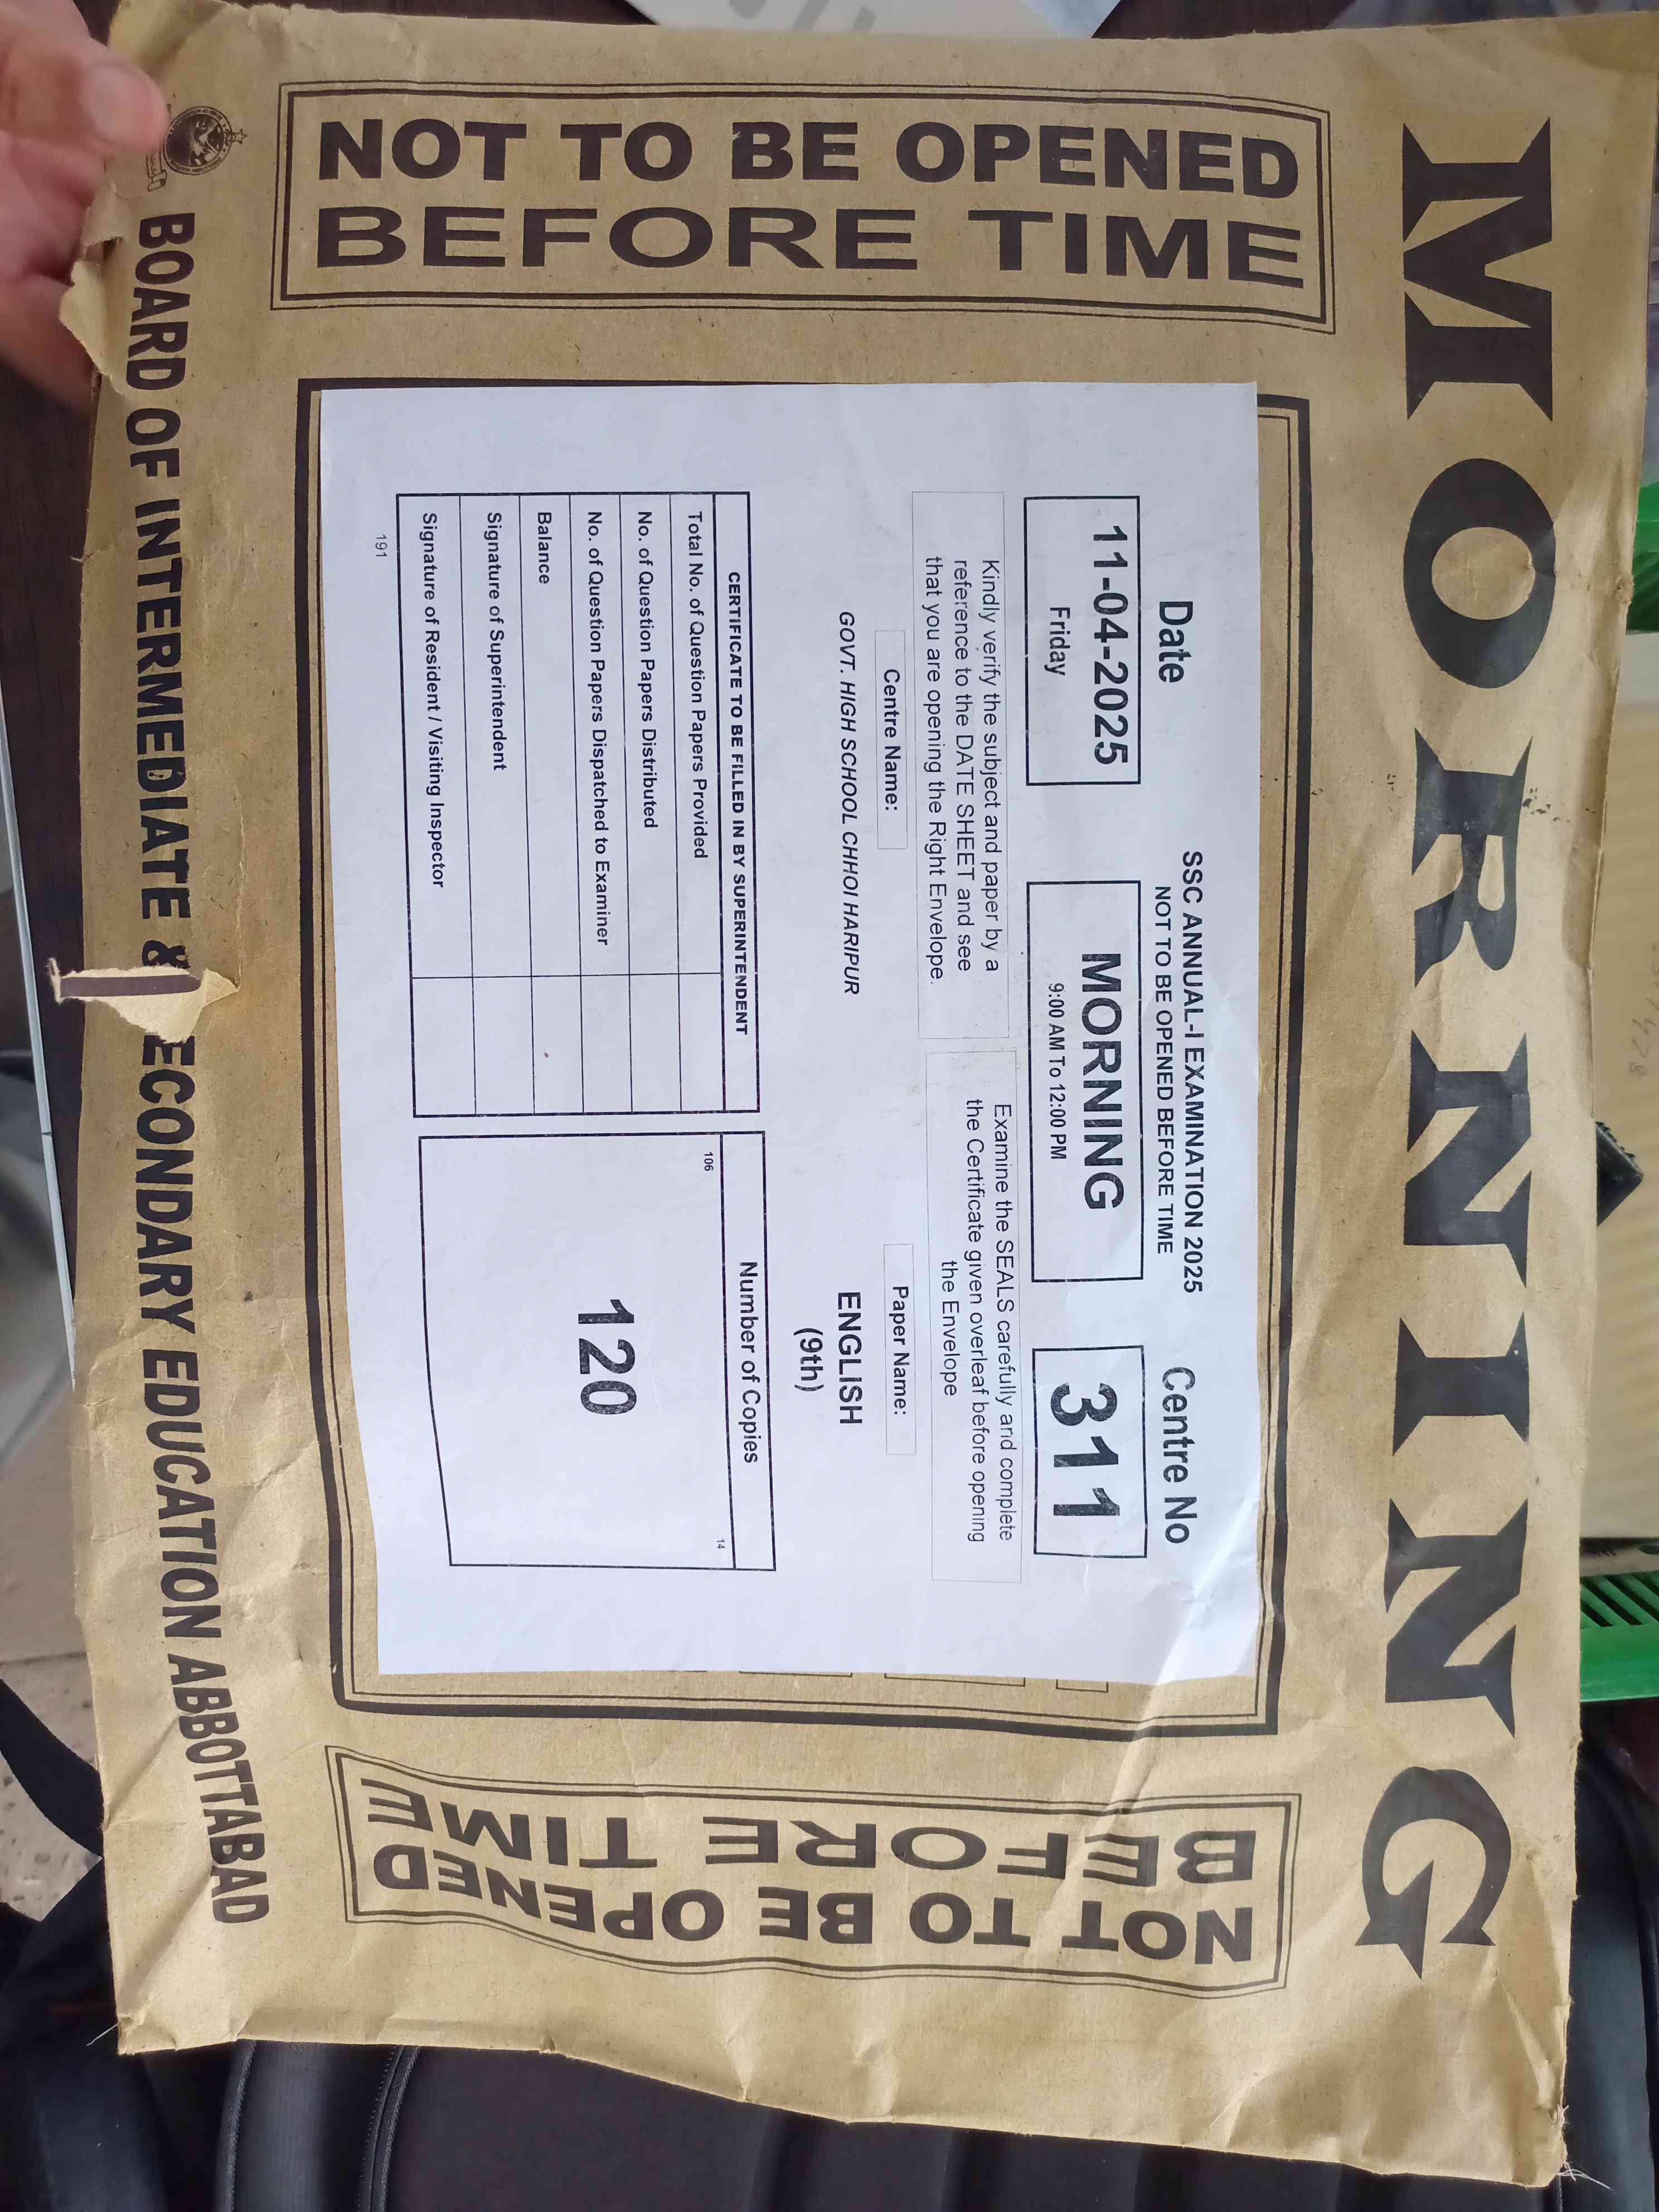 MORNING
NOT TO BE OPENED
BEFORE TIME
SSC ANNUAL-I EXAMINATION 2025
NOT TO BE OPENED BEFORE TIME
Date
11-04-2025
Friday
MORNING
9:00 AM To 12:00 PM
Centre No
311
Kindly verify the subject and paper by a
reference to the DATE SHEET and see
that you are opening the Right Envelope.
Examine the SEALS carefully and complete
the Certificate given overleaf before opening
the Envelope
Centre Name:
GOVT. HIGH SCHOOL CHHOI HARIPUR
Paper Name:
ENGLISH
(9th)
CERTIFICATE TO BE FILLED IN BY SUPERINTENDENT
Total No. of Question Papers Provided
No. of Question Papers Distributed
No. of Question Papers Dispatched to Examiner
Balance
Signature of Superintendent
Signature of Resident / Visiting Inspector
191
Number of Copies
106
14
120
NOT TO BE OPENED
BEFORE TIME
BOARD OF INTERMEDIATE & ECONDARY EDUCATION ABBOTTABAD